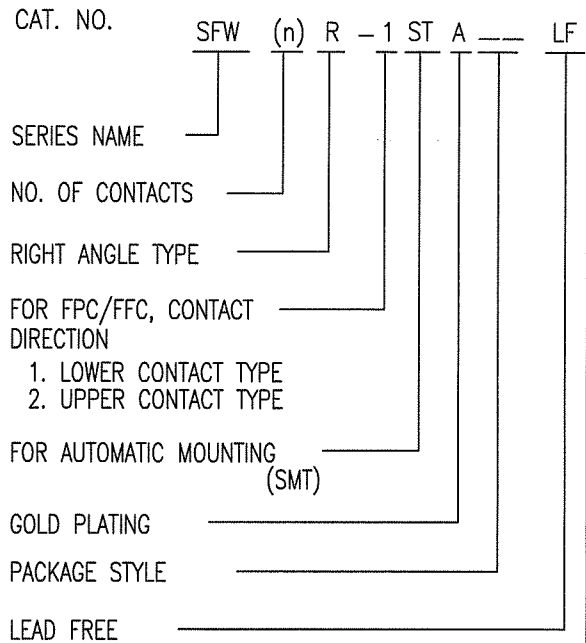 CAT. NO.
SFW (n) R - 1 ST A __ LF
SERIES NAME
NO. OF CONTACTS
RIGHT ANGLE TYPE
FOR FPC/FFC, CONTACT
DIRECTION
1. LOWER CONTACT TYPE
2. UPPER CONTACT TYPE
FOR AUTOMATIC MOUNTING
(SMT)
GOLD PLATING
PACKAGE STYLE
LEAD FREE